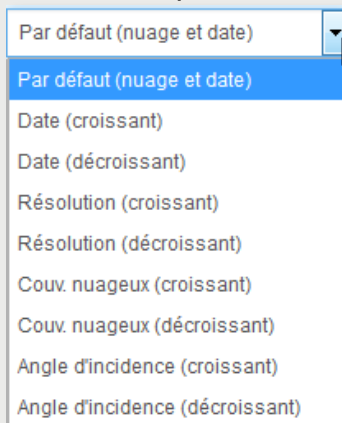 Par défaut (nuage et date)
Par défaut (nuage et date)
Date (croissant)
Date (décroissant)
Résolution (croissant)
Résolution (décroissant)
Couv. nuageux (croissant)
Couv. nuageux (décroissant)
Angle d'incidence (croissant)
Angle d'incidence (décroissant)